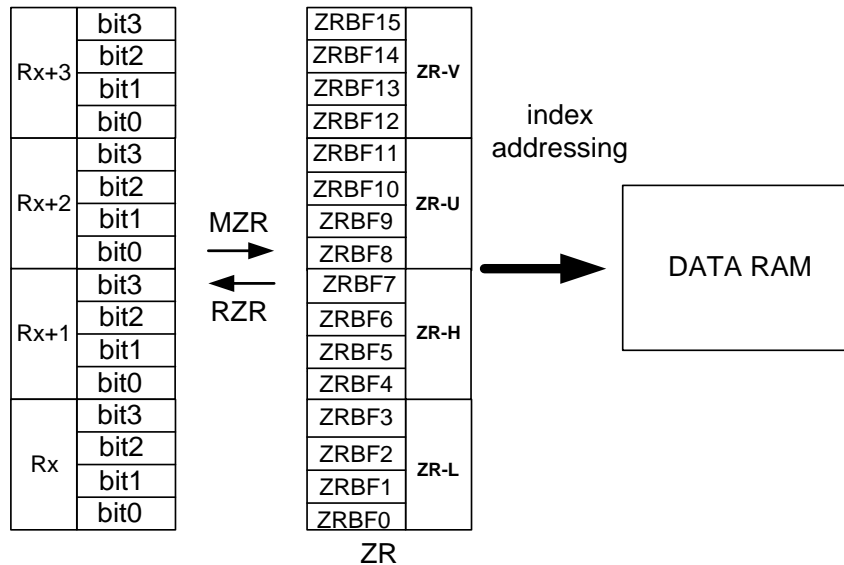 bit3
bit2
Rx+3
bit1
bit0
bit3
bit2
Rx+2
bit1
bit0
bit3
bit2
Rx+1
bit1
bit0
bit3
bit2
Rx
bit1
bit0
MZR
RZR
ZRBF15
ZRBF14
ZR-V
ZRBF13
ZRBF12
ZRBF11
ZRBF10
ZR-U
ZRBF9
ZRBF8
ZRBF7
ZRBF6
ZR-H
ZRBF5
ZRBF4
ZRBF3
ZRBF2
ZR-L
ZRBF1
ZRBF0
ZR
index
addressing
DATA RAM